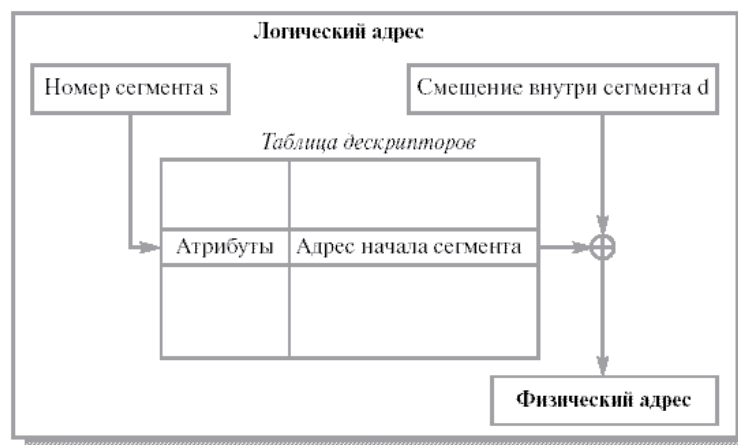 Логический адрес
Номер сегмента s
Смещение внутри сегмента d
Таблица дескрипторов
Атрибуты
Адрес начала сегмента
Физический адрес